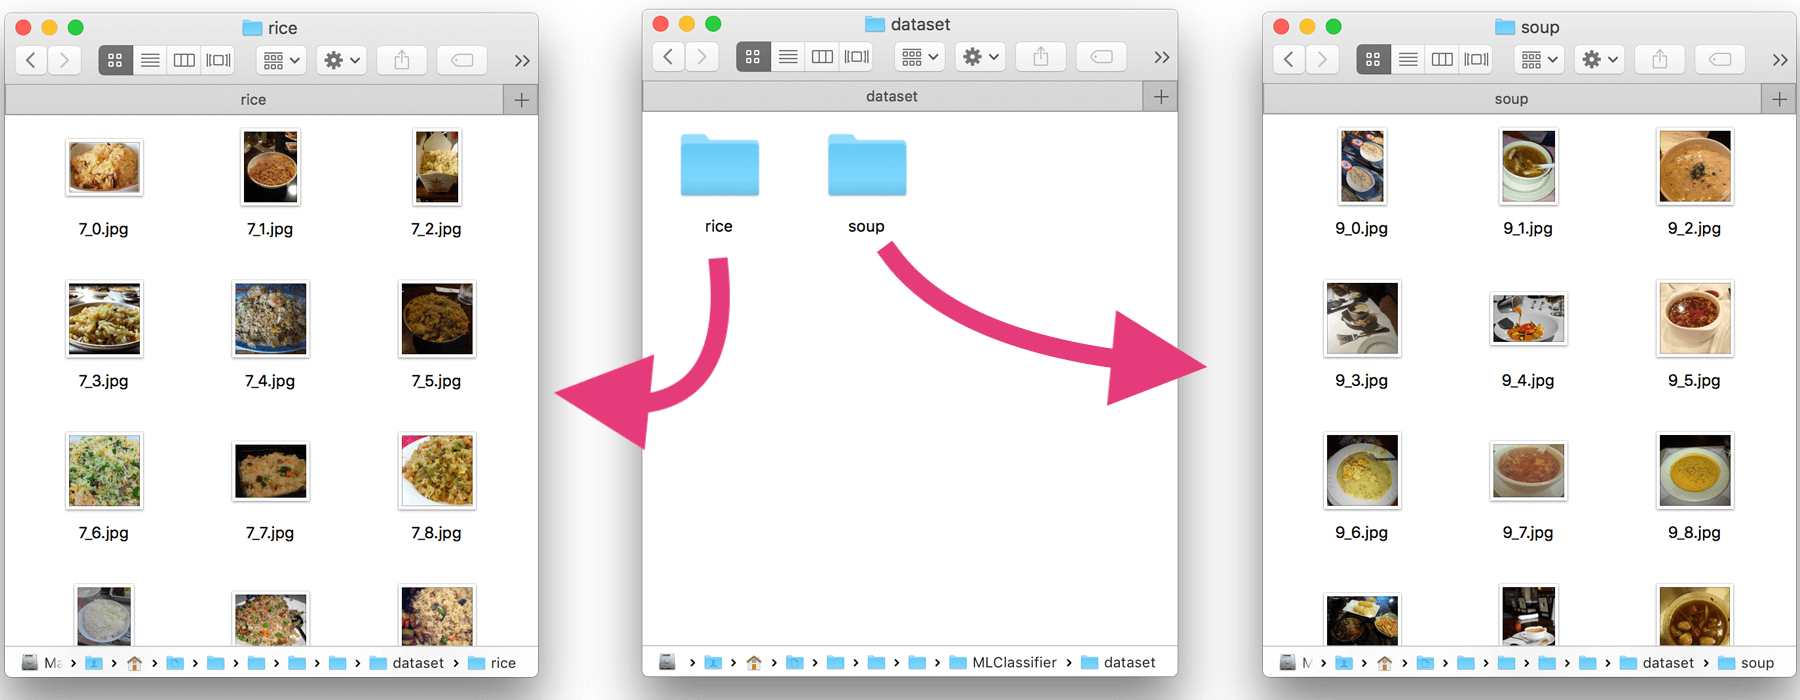 rice
rice
7_0.jpg 7_1.jpg 7_2.jpg
7_3.jpg 7_4.jpg 7_5.jpg
7_6.jpg 7_7.jpg 7_8.jpg
dataset rice
dataset
dataset
rice soup
MLClassifier dataset
soup
soup
9_0.jpg 9_1.jpg 9_2.jpg
9_3.jpg 9_4.jpg 9_5.jpg
9_6.jpg 9_7.jpg 9_8.jpg
dataset soup